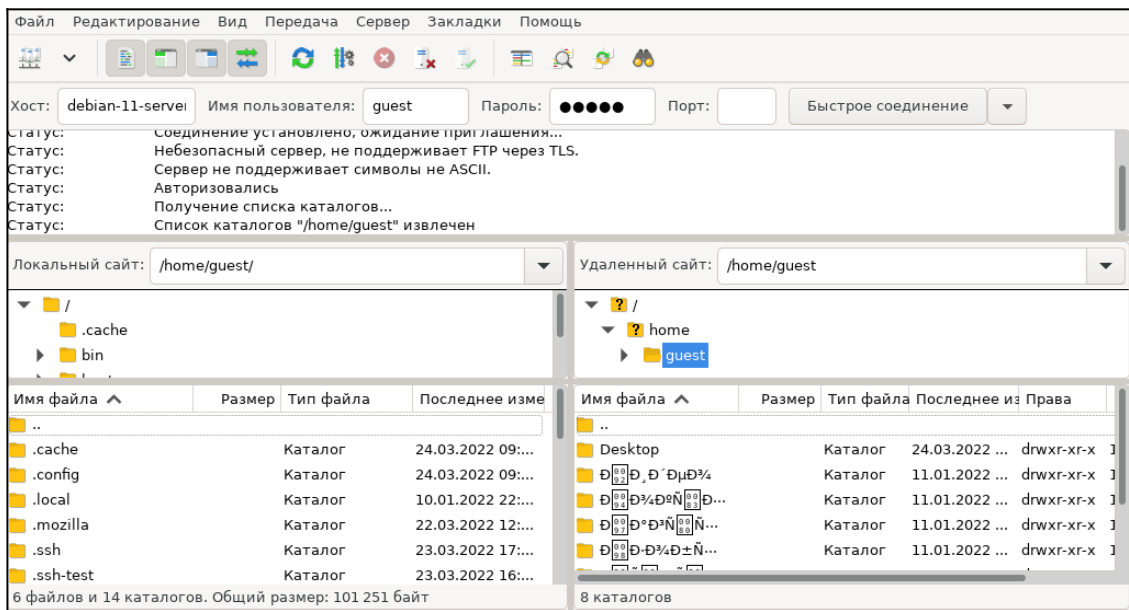 Файл Редактирование Вид Передача Сервер Закладки Помощь
Хост: debian-11-server Имя пользователя: guest Пароль: ●●●●● Порт: Быстрое соединение
Статус: Соединение установлено, ожидание приглашения...
Статус: Небезопасный сервер, не поддерживает FTP через TLS.
Статус: Сервер не поддерживает символы не ASCII.
Статус: Авторизовались
Статус: Получение списка каталогов...
Статус: Список каталогов "/home/guest" извлечен
Локальный сайт: /home/guest/ Удаленный сайт: /home/guest
/ ? /
.cache ? home
bin guest
Имя файла Размер Тип файла Последнее изме Имя файла Размер Тип файла Последнее из Права
.. ..
.cache Каталог 24.03.2022 09:... Desktop Каталог 24.03.2022 ... drwxr-xr-x 1
.config Каталог 24.03.2022 09:... Каталог 11.01.2022 ... drwxr-xr-x 1
.local Каталог 10.01.2022 22:... Каталог 11.01.2022 ... drwxr-xr-x 1
.mozilla Каталог 22.03.2022 12:... Каталог 11.01.2022 ... drwxr-xr-x 1
.ssh Каталог 23.03.2022 17:... Каталог 11.01.2022 ... drwxr-xr-x 1
.ssh-test Каталог 23.03.2022 16:...
6 файлов и 14 каталогов. Общий размер: 101 251 байт 8 каталогов